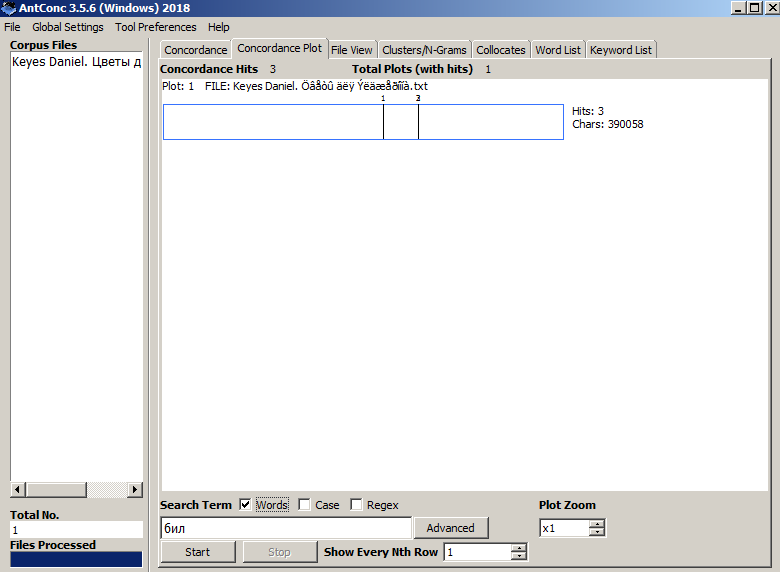 AntConc 3.5.6 (Windows) 2018
File Global Settings Tool Preferences Help
Corpus Files
Keyes Daniel. Цветы д
Concordance Concordance Plot File View Clusters/N-Grams Collocates Word List Keyword List
Concordance Hits 3 Total Plots (with hits) 1
Plot: 1 FILE: Keyes Daniel. Öâåòû äëÿ Ýëäæåðíîíà.txt
1
Hits: 3
Chars: 390058
Total No.
1
Files Processed
Search Term Words Case Regex
Plot Zoom
бил
Advanced
x1
Start Stop Show Every Nth Row 1